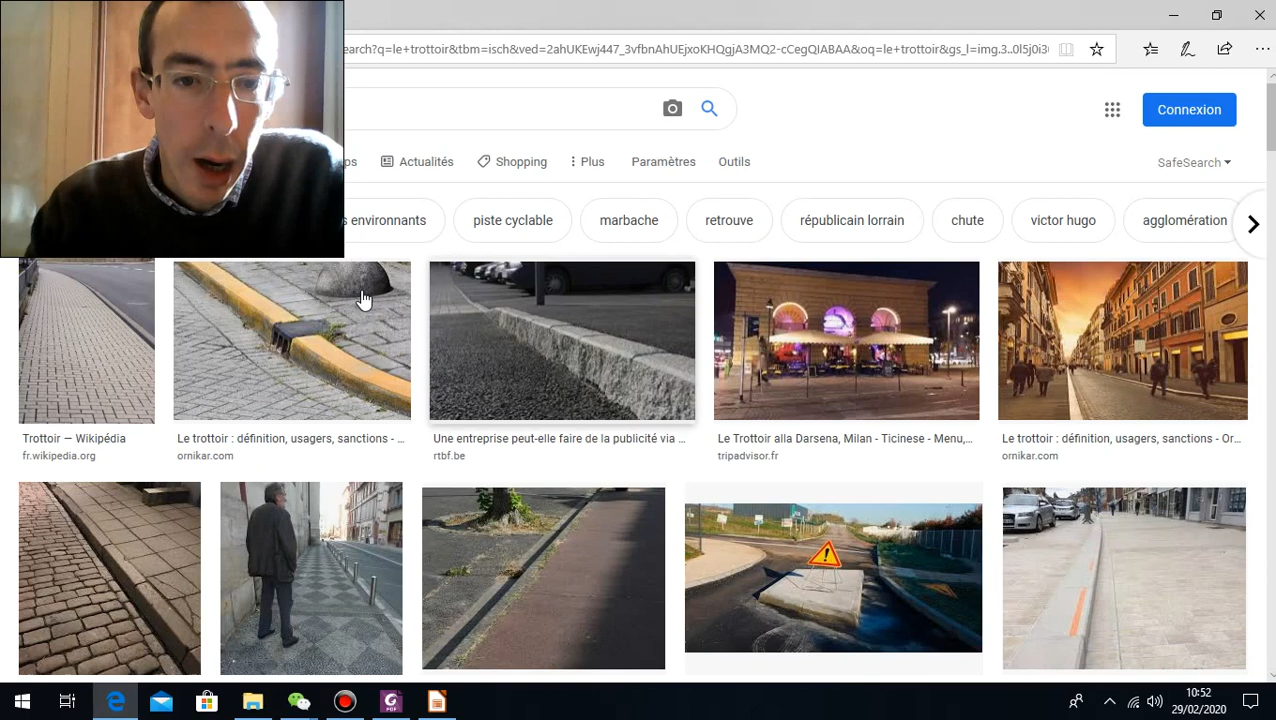 search?q=le+trottoir&tbm=isch&ved=2ahUKEwj447_3vfbnAhUEjxoKHQgjA3MQ2-cCegQIABAA&oq=le+trottoir&gs_l=img.3..0l5j0i3
Connexion
ps Actualités Shopping Plus Paramètres Outils SafeSearch
s environnants piste cyclable marbache retrouve républicain lorrain chute victor hugo agglomération
Trottoir — Wikipédia
fr.wikipedia.org
Le trottoir : définition, usagers, sanctions - ...
ornikar.com
Une entreprise peut-elle faire de la publicité via ...
rtbf.be
Le Trottoir alla Darsena, Milan - Ticinese - Menu,...
tripadvisor.fr
Le trottoir : définition, usagers, sanctions - Or...
ornikar.com
10:52
29/02/2020